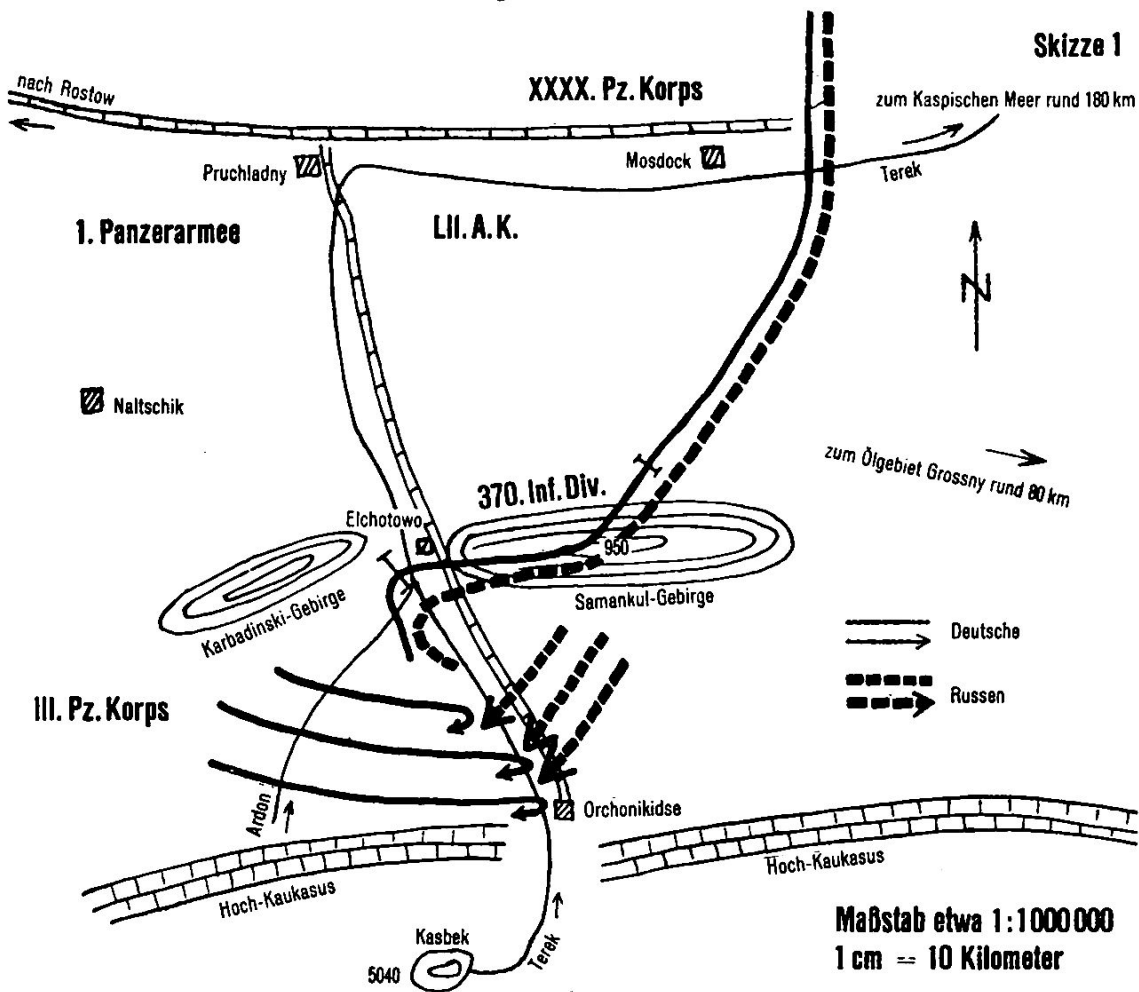 Skizze 1
nach Rostow
XXXX. Pz. Korps
zum Kaspischen Meer rund 180 km
Pruchladny
Mosdock
Terek
1. Panzerarmee
LII. A. K.
N
Naltschik
zum Ölgebiet Grossny rund 80 km
370. Inf. Div.
Elchotowo
950
Karbadinski-Gebirge
Samankul-Gebirge
Deutsche
Russen
III. Pz. Korps
Ardon
Orchonikidse
Hoch-Kaukasus
Hoch-Kaukasus
Kasbek
5040
Terek
Maßstab etwa 1:1000000
1 cm = 10 Kilometer